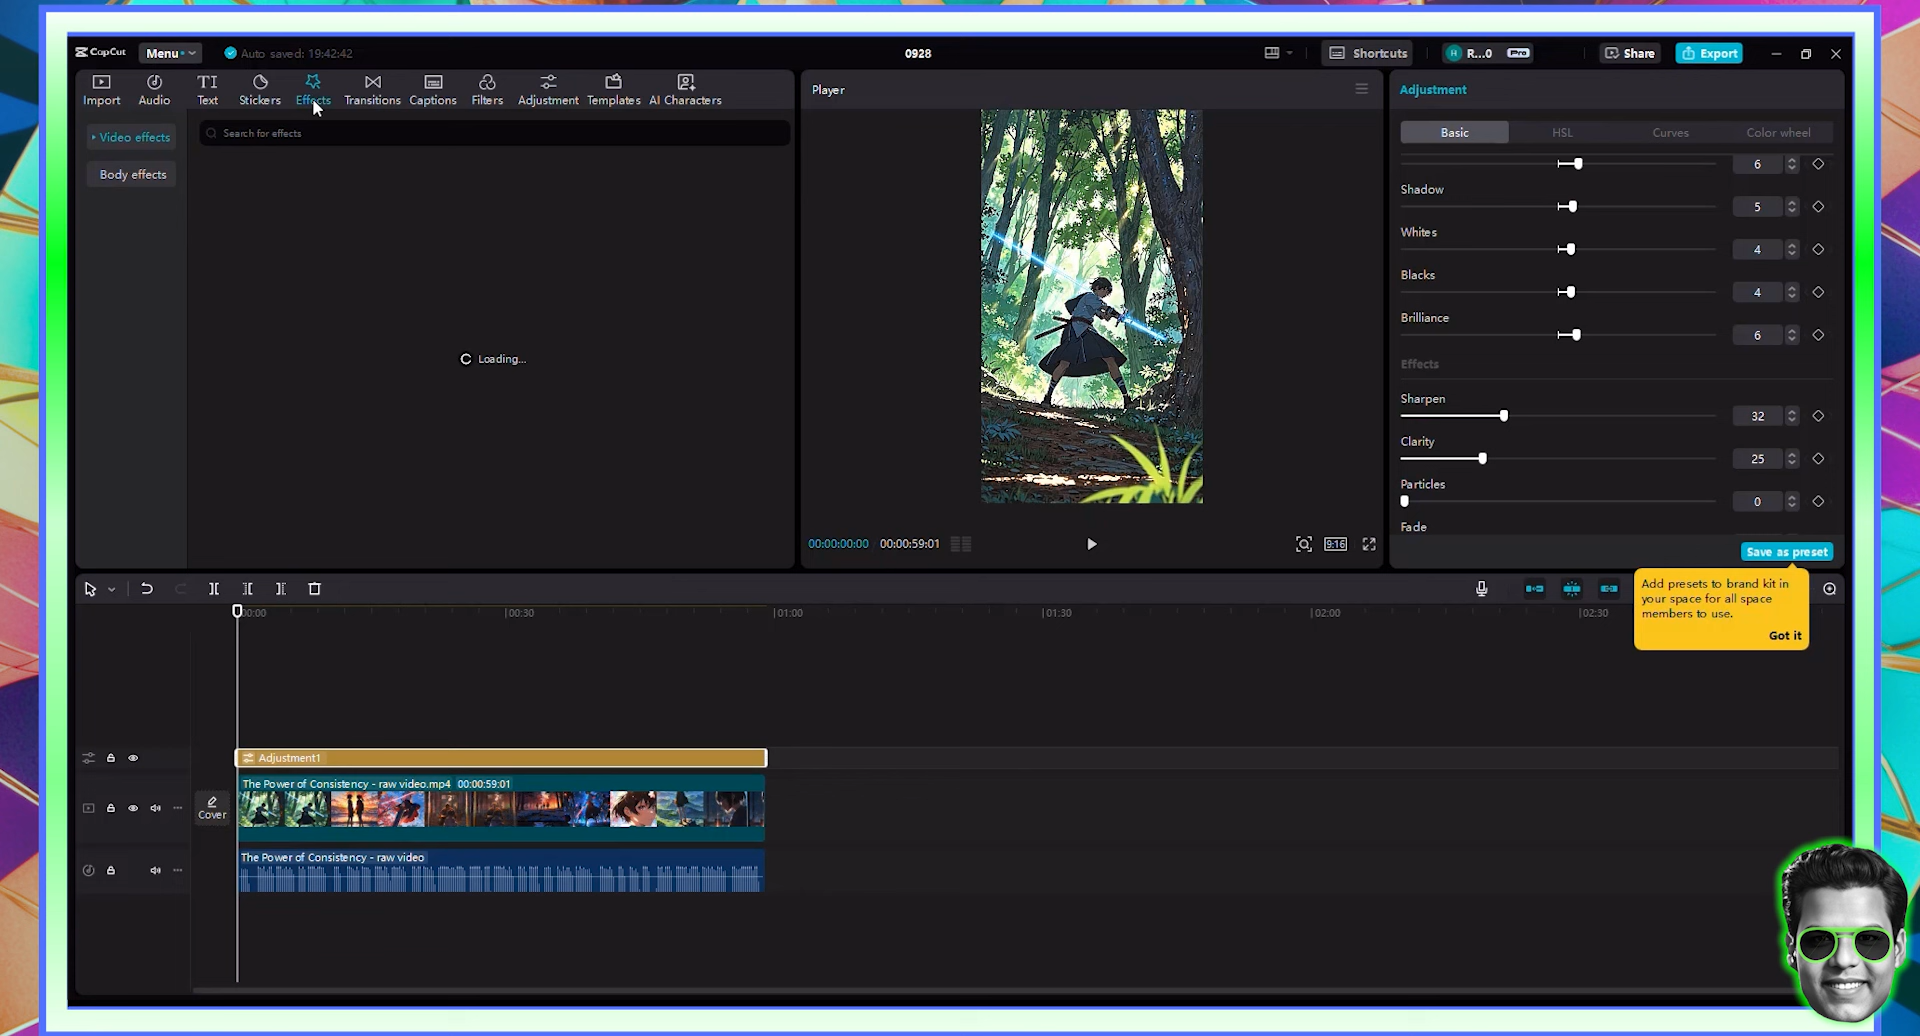 CapCut
Menu
Auto saved: 19:42:42
0928
Shortcuts
H
R...0
Pro
Share
Export
Import
Audio
TI
Text
Stickers
Effects
Transitions
Captions
Filters
Adjustment
Templates
AI Characters
Video effects
Body effects
Search for effects
Loading...
Player
00:00:00:00
00:00:59:01
9:16
Adjustment
Basic
HSL
Curves
Color wheel
6
Shadow
5
Whites
4
Blacks
4
Brilliance
6
Effects
Sharpen
32
Clarity
25
Particles
0
Fade
Save as preset
Add presets to brand kit in
your space for all space
members to use.
Got it
00:00
00:30
01:00
01:30
02:00
02:30
Adjustment1
Cover
The Power of Consistency - raw video.mp4 00:00:59:01
The Power of Consistency - raw video